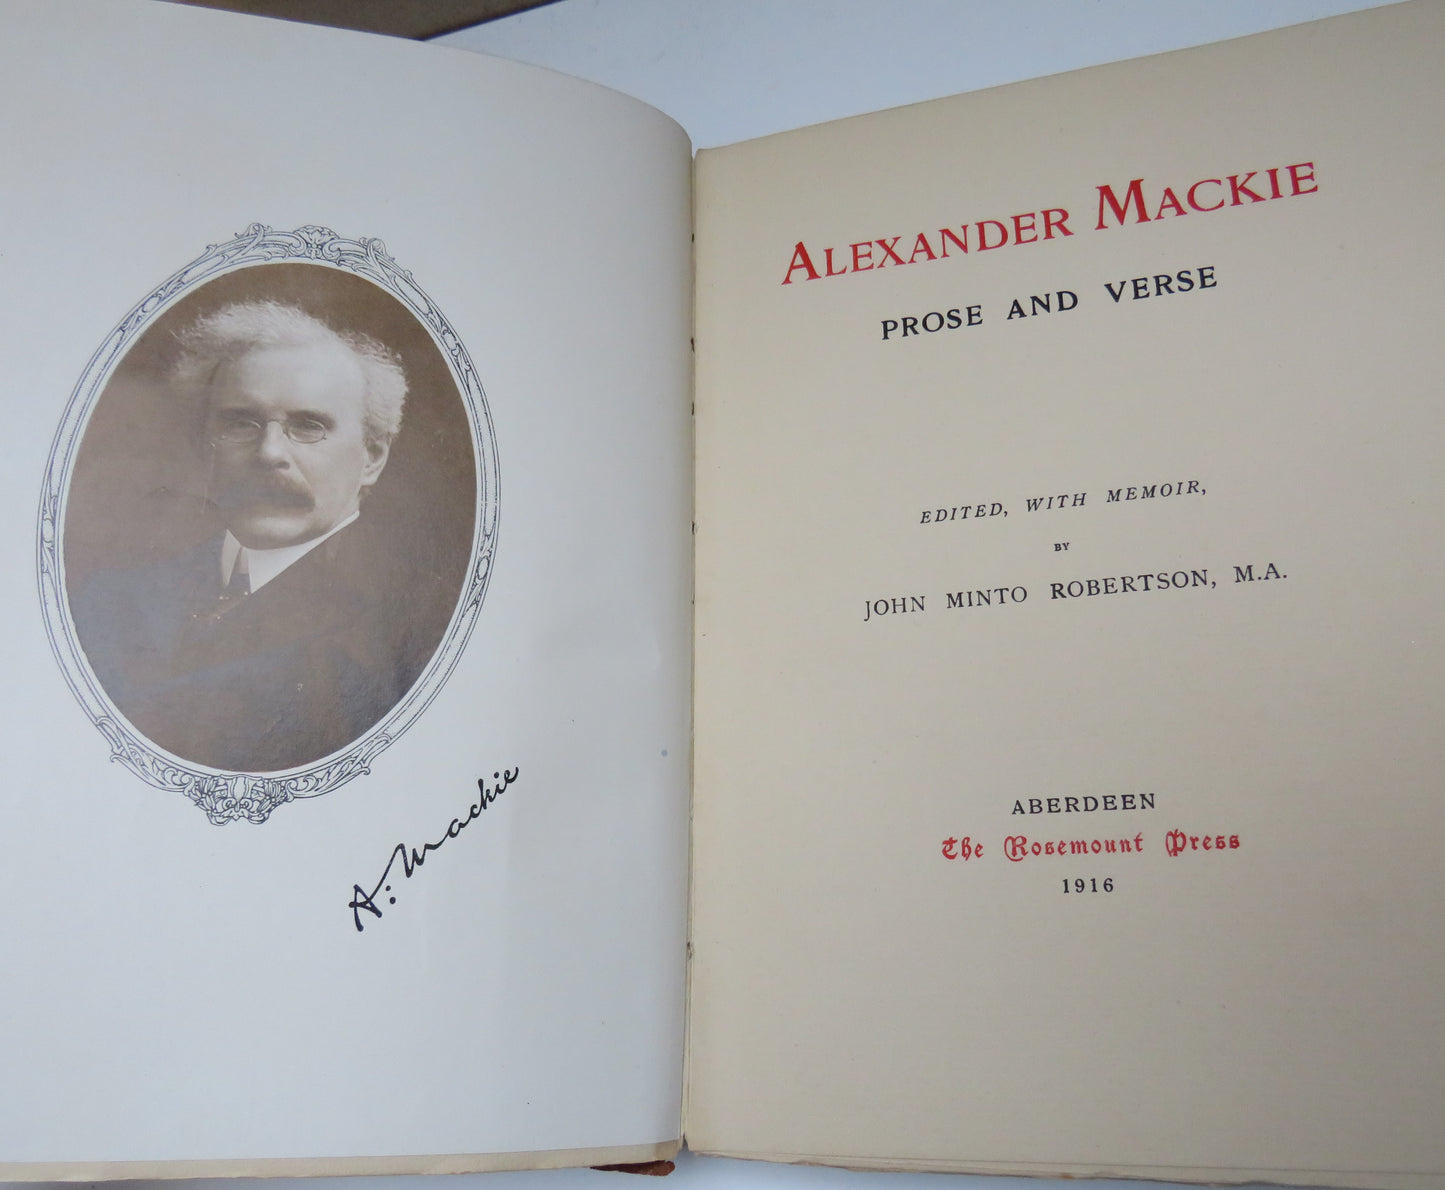 A. Mackie
ALEXANDER MACKIE
PROSE AND VERSE
EDITED, WITH MEMOIR,
BY
JOHN MINTO ROBERTSON, M.A.
ABERDEEN
The Rosemount Press
1916